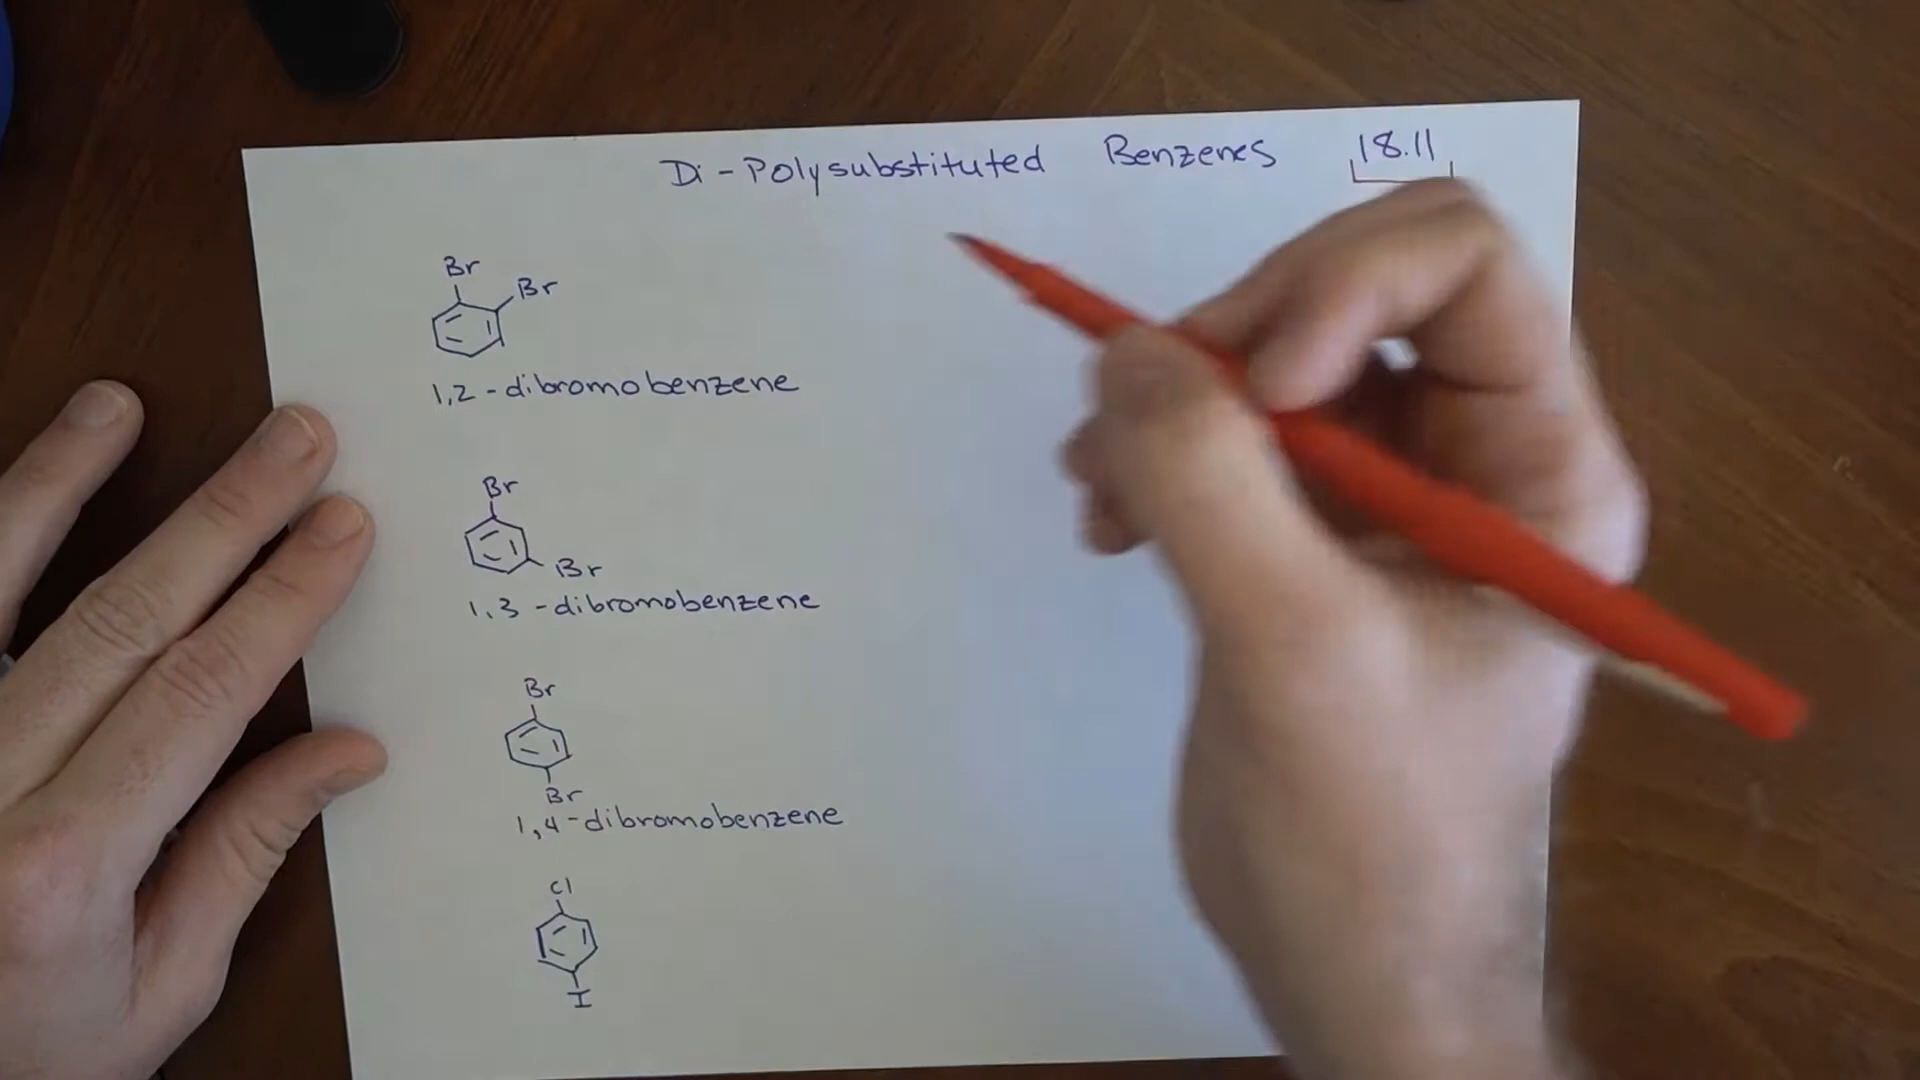 Di - Polysubstituted Benzenes 18.11
Br
Br
1,2 - dibromobenzene
Br
Br
1,3 - dibromobenzene
Br
Br
1,4 - dibromobenzene
Cl
I